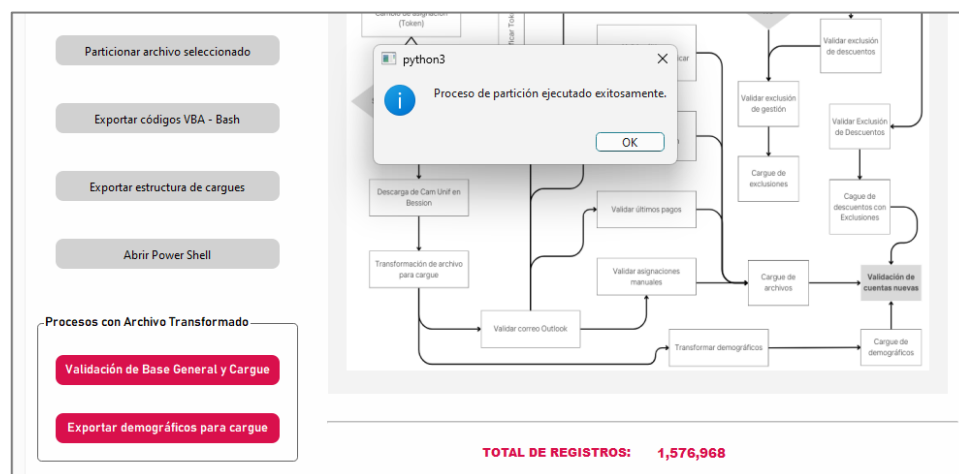 Particionar archivo seleccionado
Exportar códigos VBA - Bash
Exportar estructura de cargues
Abrir Power Shell
Procesos con Archivo Transformado
Validación de Base General y Cargue
Exportar demográficos para cargue
(Token)
python3
Proceso de partición ejecutado exitosamente.
OK
Validar exclusión
de descuentos
Validar exclusión
de gestión
Validar Exclusión
de Descuentos
Cargue de
exclusiones
Descarga de Cam Unif en
Bession
Validar últimos pagos
Cague de
descuentos con
Exclusiones
Transformación de archivo
para cargue
Validar asignaciones
manuales
Cargue de
archivos
Validación de
cuentas nuevas
Validar correo Outlook
Transformar demográficos
Cargue de
demográficos
TOTAL DE REGISTROS: 1,576,968